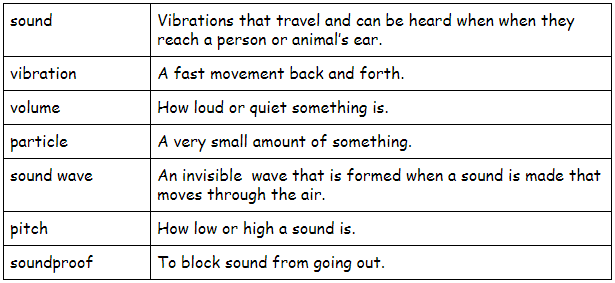 sound
Vibrations that travel and can be heard when when they
reach a person or animal's ear.
vibration
A fast movement back and forth.
volume
How loud or quiet something is.
particle
A very small amount of something.
sound wave
An invisible  wave that is formed when a sound is made that
moves through the air.
pitch
How low or high a sound is.
soundproof
To block sound from going out.